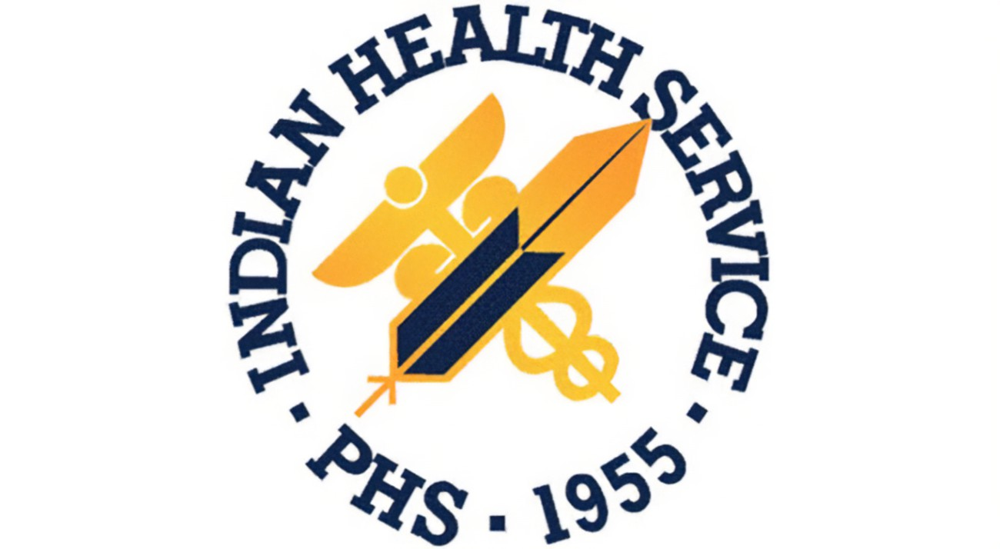 INDIAN HEALTH SERVICE
PHS · 1955